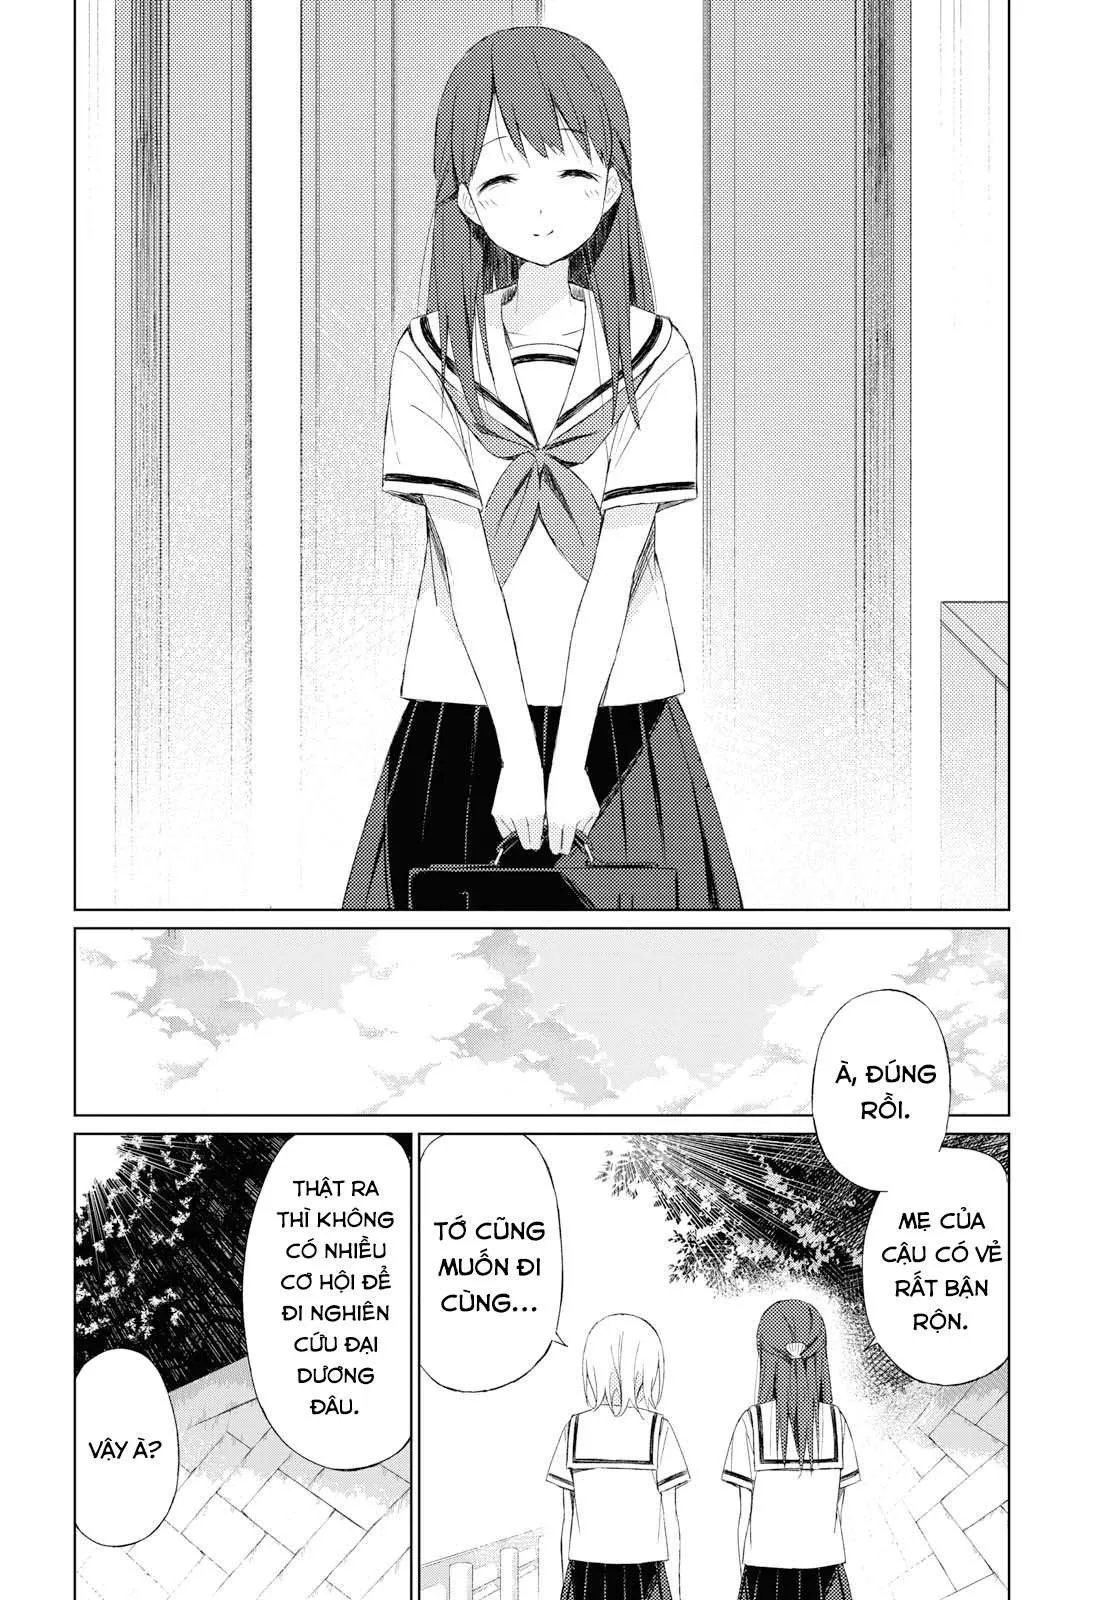 À, ĐÚNG
RỒI.
MẸ CỦA
CẬU CÓ VẺ
RẤT BẬN
RỘN.
TỚ CŨNG
MUỐN ĐI
CÙNG...
THẬT RA
THÌ KHÔNG
CÓ NHIỀU
CƠ HỘI ĐỂ
ĐI NGHIÊN
CỨU ĐẠI
DƯƠNG
ĐÂU.
VẬY À?